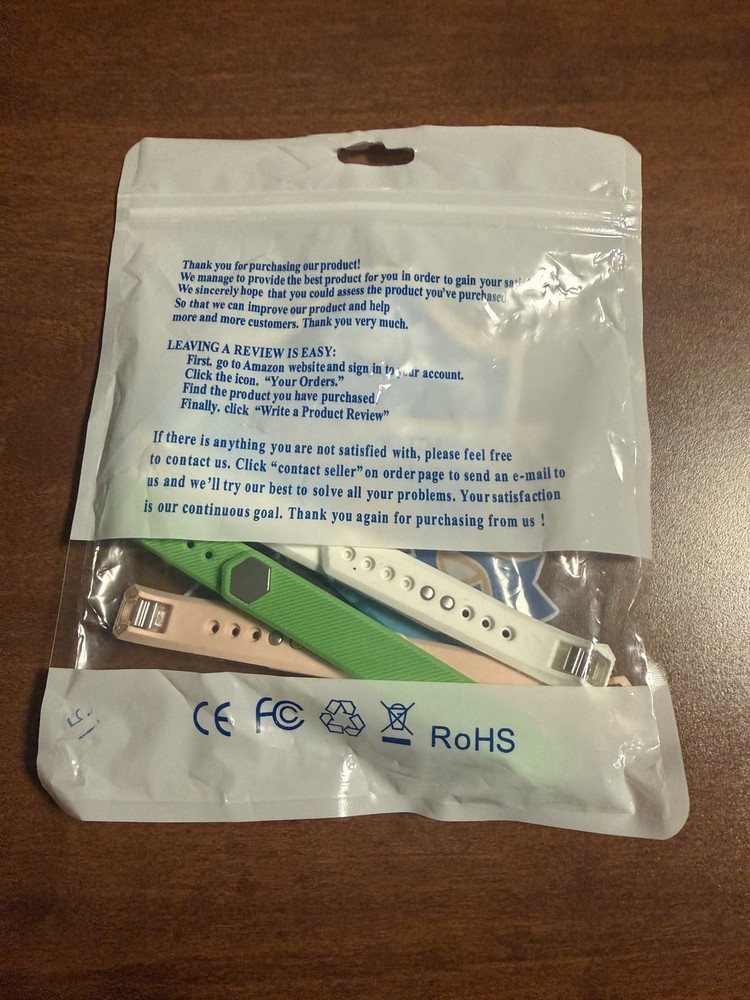 Thank you for purchasing our product!
We manage to provide the best product for you in order to gain your
We sincerely hope that you could assess the product you've purchased
So that we can improve our product and help
more and more customers. Thank you very much.
LEAVING A REVIEW IS EASY:
First, go to Amazon website and sign in to your account.
Click the icon, “Your Orders.”
Find the product you have purchased
Finally, click “Write a Product Review”
If there is anything you are not satisfied with, please feel free
to contact us. Click “contact seller” on order page to send an e-mail to
us and we'll try our best to solve all your problems. Your satisfaction
is our continuous goal. Thank you again for purchasing from us !
CE FC RoHS